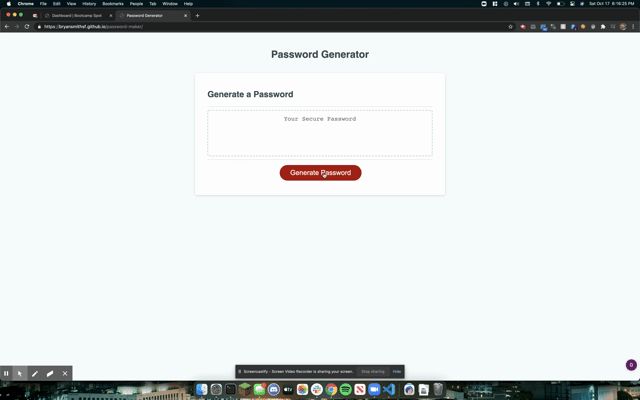 Chrome File Edit View History Bookmarks People Tab Window Help
Sat Oct 17 6:16:25 PM
Dashboard | Bootcamp Spot
Password Generator
https://bryansmithsf.github.io/password-maker/
Password Generator
Generate a Password
Your Secure Password
Generate Password
Screencastify - Screen Video Recorder is sharing your screen.
Stop sharing
Hide